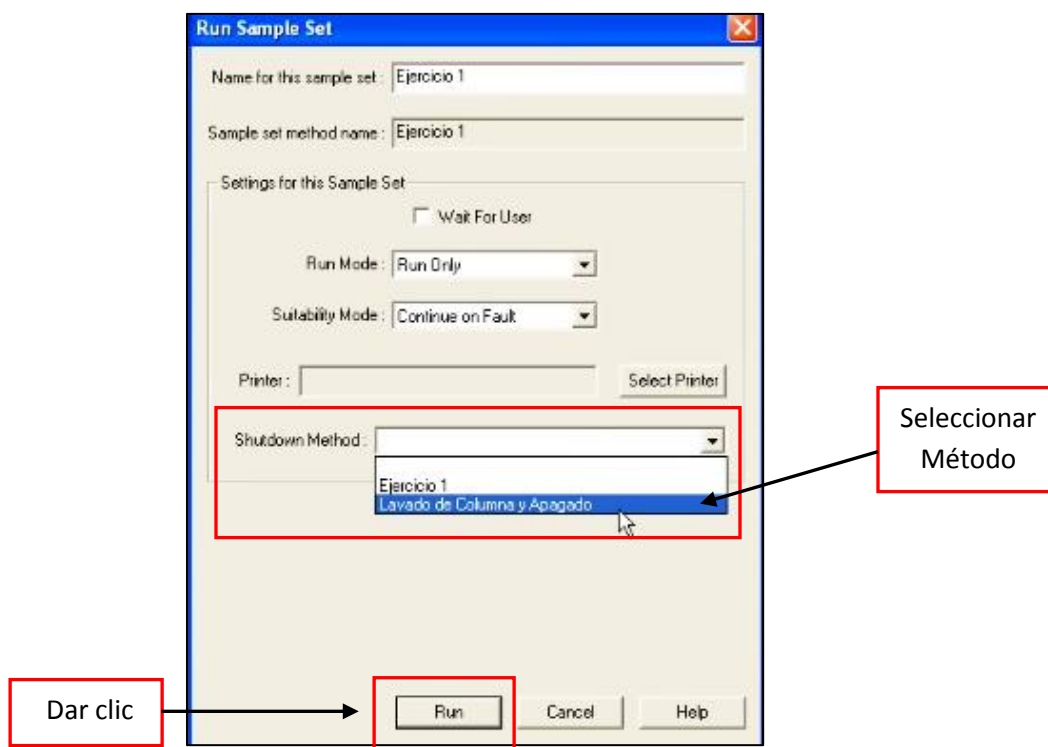 Run Sample Set
Name for this sample set : Ejercicio 1
Sample set method name : Ejercicio 1
Settings for this Sample Set
Wait For User
Run Mode : Run Only
Suitability Mode : Continue on Fault
Printer :
Select Printer
Shutdown Method :
Ejercicio 1
Lavado de Columna y Apagado
Seleccionar
Método
Dar clic
Run
Cancel
Help